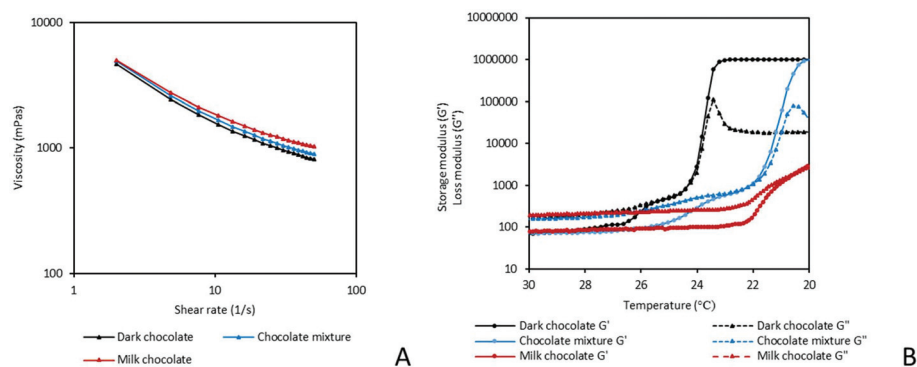 10000
1000
100
Viscosity (mPas)
1
10
100
Shear rate (1/s)
Dark chocolate
Chocolate mixture
Milk chocolate
A
10000000
1000000
100000
10000
1000
100
10
Storage modulus (G')
Loss modulus (G")
30
28
26
24
22
20
Temperature (°C)
Dark chocolate G'
Dark chocolate G"
Chocolate mixture G'
Chocolate mixture G"
Milk chocolate G'
Milk chocolate G"
B